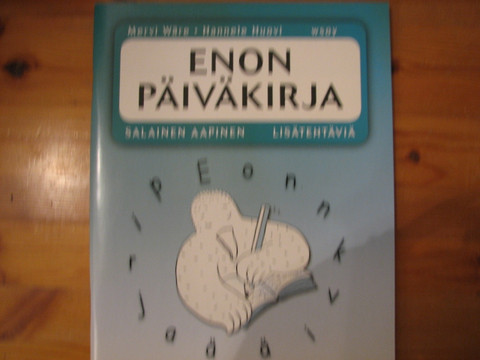 Mervi Wäre • Hannele Huovi wsoy
ENON
PÄIVÄKIRJA
SALAINEN AAPINEN LISÄTEHTÄVIÄ
E o n n k v i ä ä a j r i p